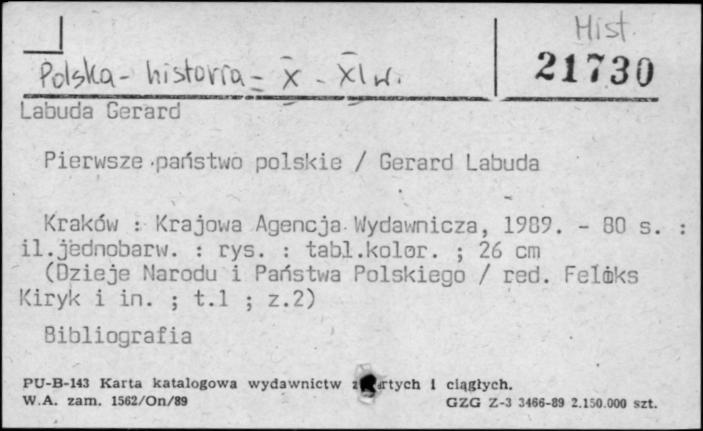 Hist.
Polska - historia - X - XI w.
21730
Labuda Gerard
Pierwsze państwo polskie / Gerard Labuda
Kraków : Krajowa Agencja Wydawnicza, 1989. - 80 s. :
il.jednobarw. : rys. : tabl.kolor. ; 26 cm
(Dzieje Narodu i Państwa Polskiego / red. Feliks
Kiryk i in. ; t.1 ; z.2)
Bibliografia
PU-B-143 Karta katalogowa wydawnictw zwartych i ciągłych.
W.A. zam. 1562/On/89 GZG Z-3 3466-89 2.150.000 szt.